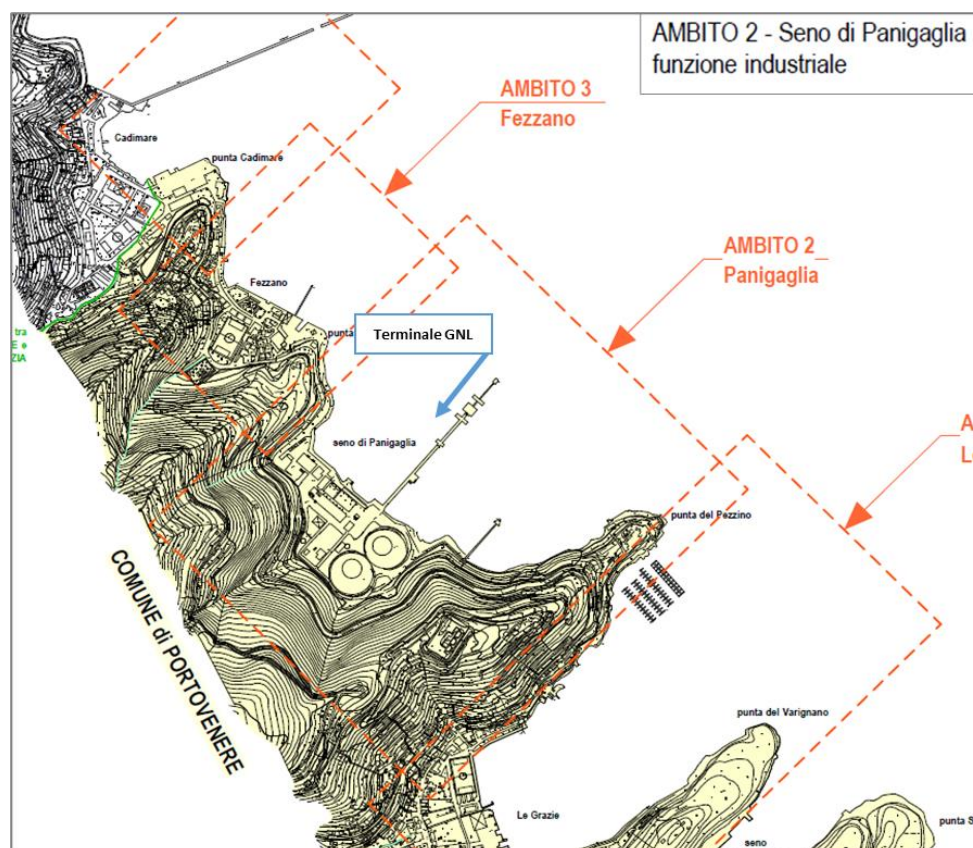 AMBITO 2 - Seno di Panigaglia
funzione industriale
AMBITO 3
Fezzano
Cadimare
punta Cadimare
AMBITO 2
Panigaglia
Fezzano
tra
E e
ZIA
punta
Terminale GNL
seno di Panigaglia
punta del Pezzino
COMUNE di PORTOVENERE
punta del Varignano
Le Grazie
punta S
seno